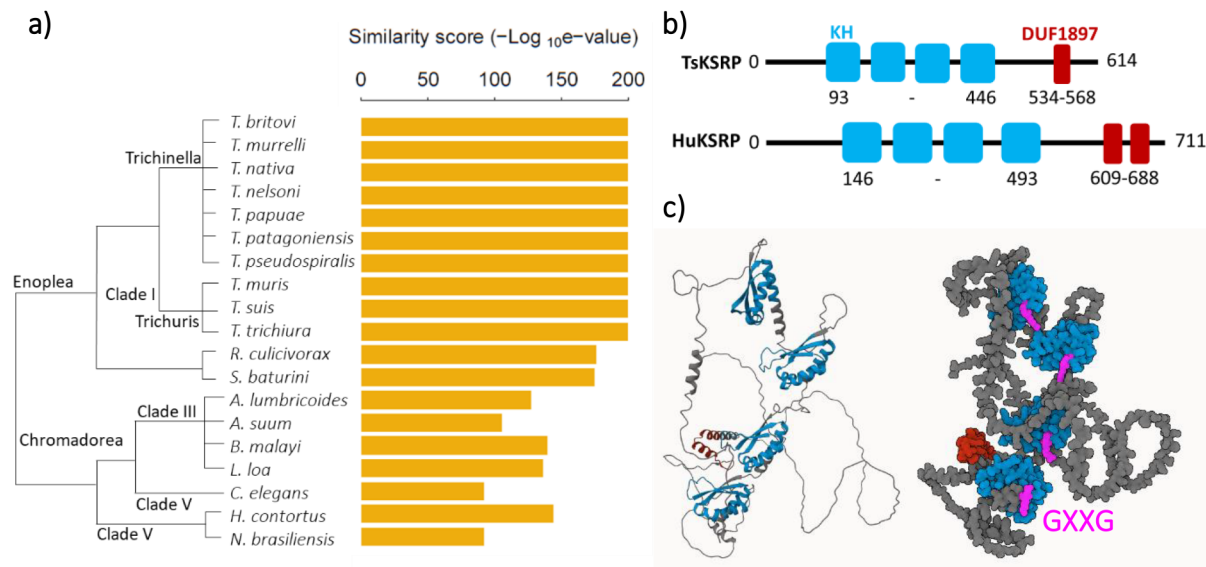 a)
Similarity score (−Log 10e−value)
0 50 100 150 200
T. britovi
T. murrelli
Trichinella
T. nativa
T. nelsoni
T. papuae
T. patagoniensis
T. pseudospiralis
Enoplea
T. muris
Clade I
T. suis
Trichuris
T. trichiura
R. culicivorax
S. baturini
A. lumbricoides
Clade III
A. suum
Chromadorea
B. malayi
L. loa
C. elegans
Clade V
H. contortus
Clade V
N. brasiliensis
b)
KH DUF1897
TsKSRP 0 614
93 - 446 534-568
HuKSRP 0 711
146 - 493 609-688
c)
GXXG